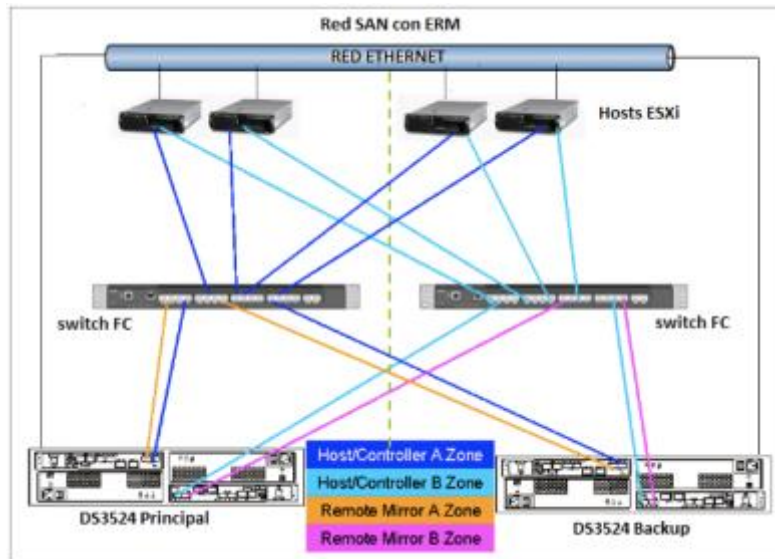 Red SAN con ERM
RED ETHERNET
Hosts ESXi
switch FC
switch FC
Host/Controller A Zone
Host/Controller B Zone
Remote Mirror A Zone
Remote Mirror B Zone
DS3524 Principal
DS3524 Backup